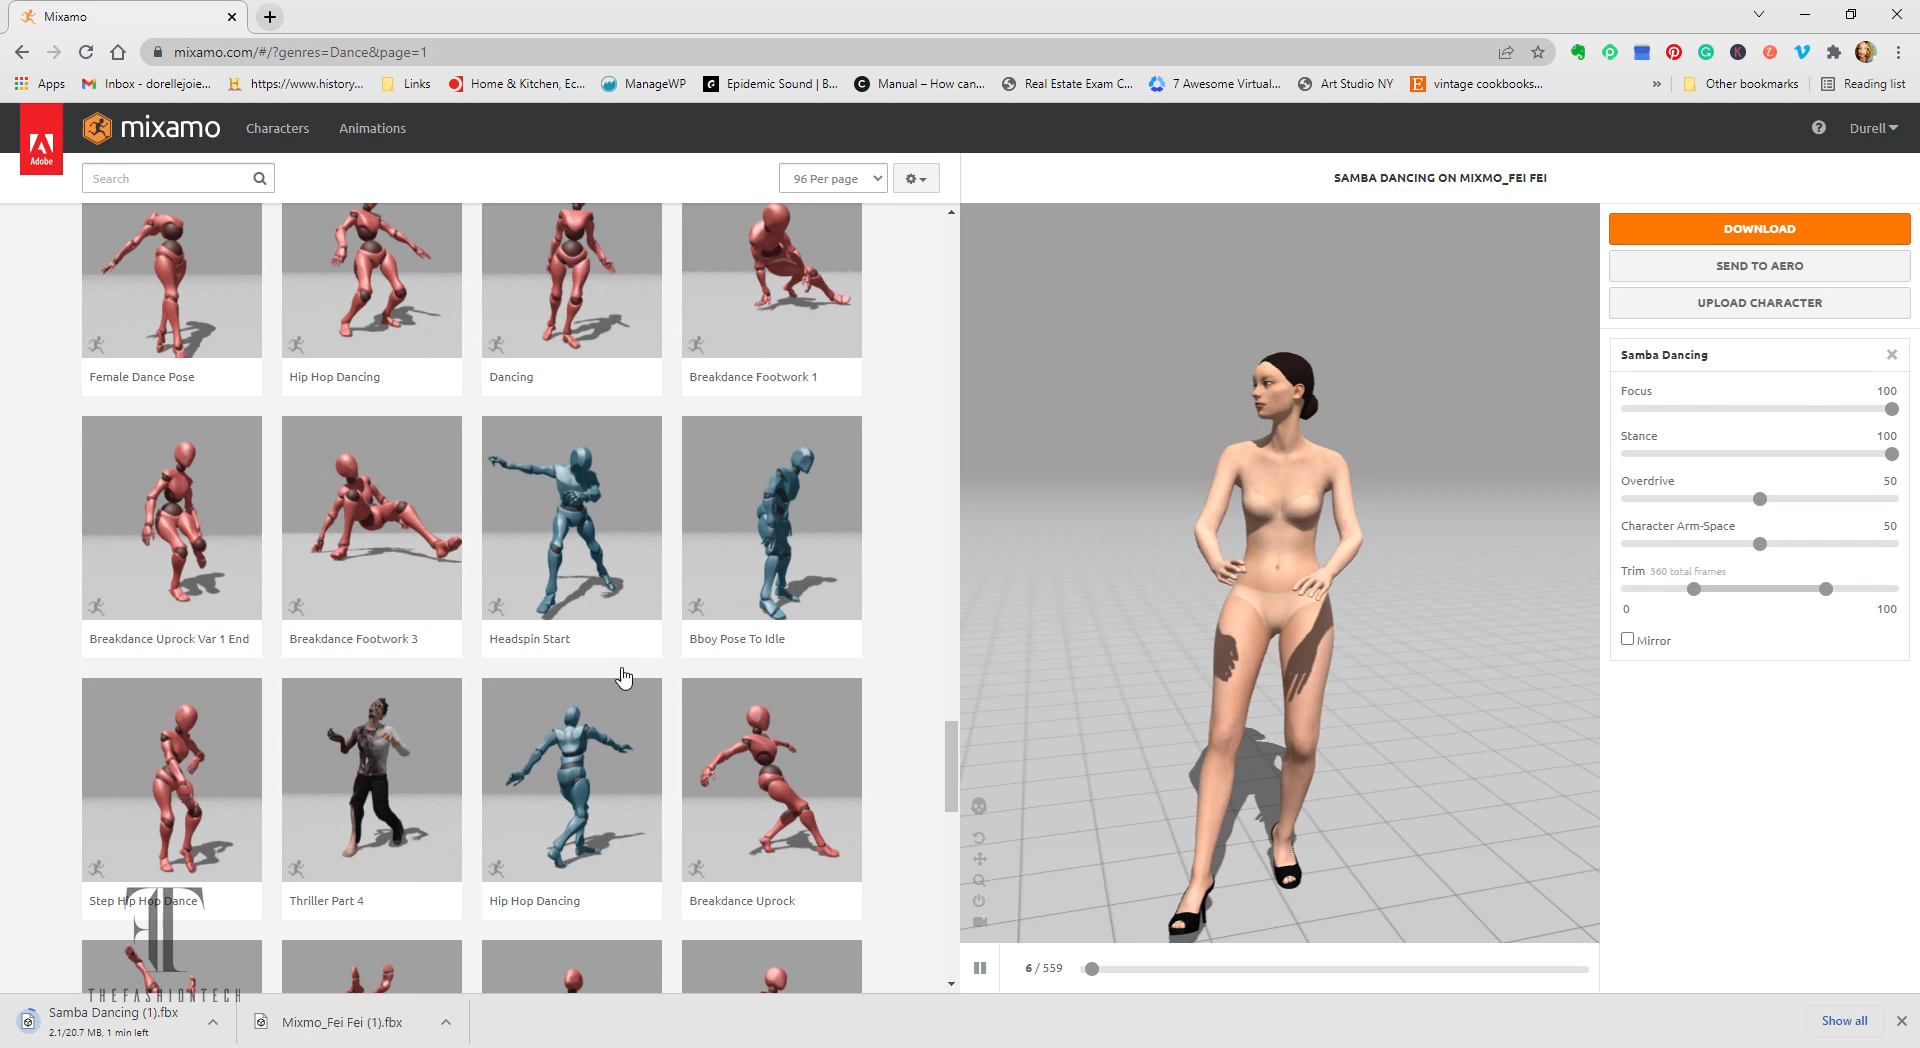 Mixamo
mixamo.com/#/?genres=Dance&page=1
Apps
Inbox - dorellejoie...
https://www.history...
Links
Home & Kitchen, Ec...
ManageWP
Epidemic Sound | B...
Manual – How can...
Real Estate Exam C...
7 Awesome Virtual...
Art Studio NY
vintage cookbooks...
»
Other bookmarks
Reading list
Adobe
mixamo
Characters
Animations
Durell
Search
96 Per page
SAMBA DANCING ON MIXMO_FEI FEI
Female Dance Pose
Hip Hop Dancing
Dancing
Breakdance Footwork 1
Breakdance Uprock Var 1 End
Breakdance Footwork 3
Headspin Start
Bboy Pose To Idle
Step Hip Hop Dance
Thriller Part 4
Hip Hop Dancing
Breakdance Uprock
DOWNLOAD
SEND TO AERO
UPLOAD CHARACTER
Samba Dancing
Focus 100
Stance 100
Overdrive 50
Character Arm-Space 50
Trim 560 total frames
0 100
Mirror
6 / 559
THEFASHIONTECH
Samba Dancing (1).fbx
2.1/20.7 MB, 1 min left
Mixmo_Fei Fei (1).fbx
Show all